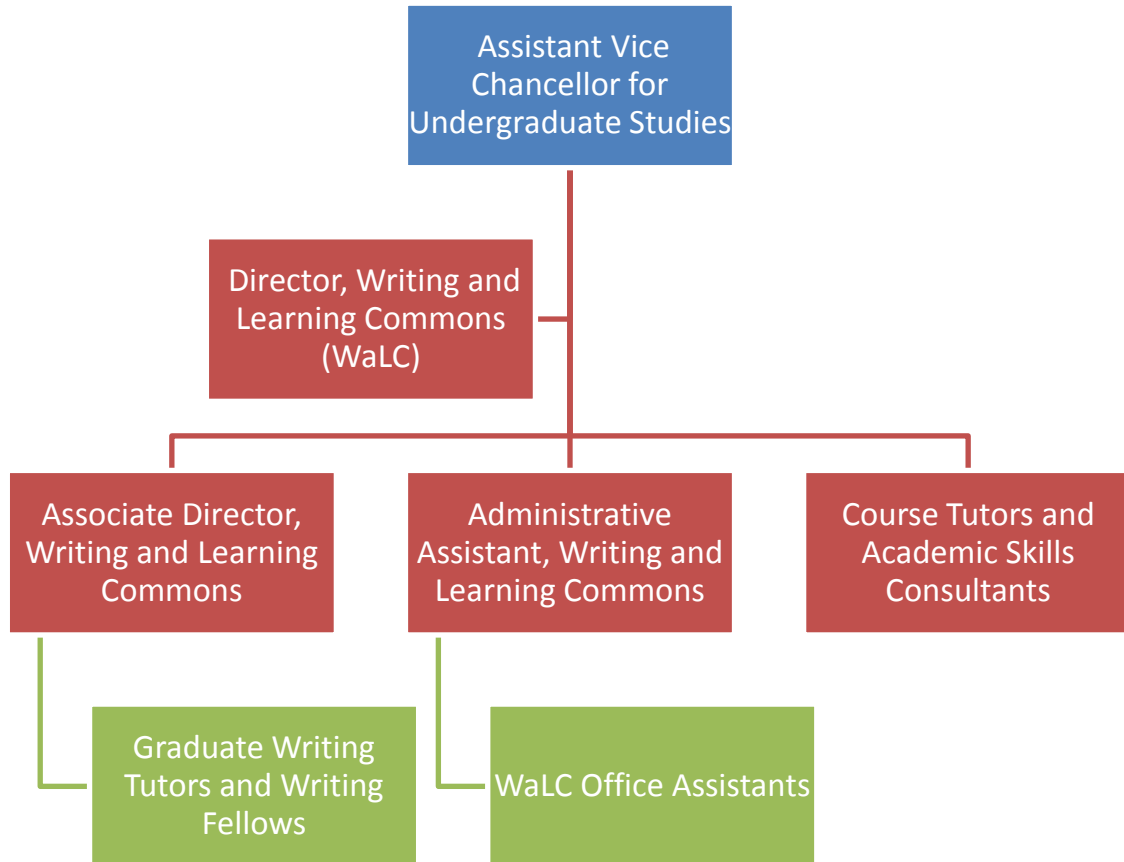 Assistant Vice
Chancellor for
Undergraduate Studies
Director, Writing and
Learning Commons
(WaLC)
Associate Director,
Writing and Learning
Commons
Administrative
Assistant, Writing and
Learning Commons
Course Tutors and
Academic Skills
Consultants
Graduate Writing
Tutors and Writing
Fellows
WaLC Office Assistants